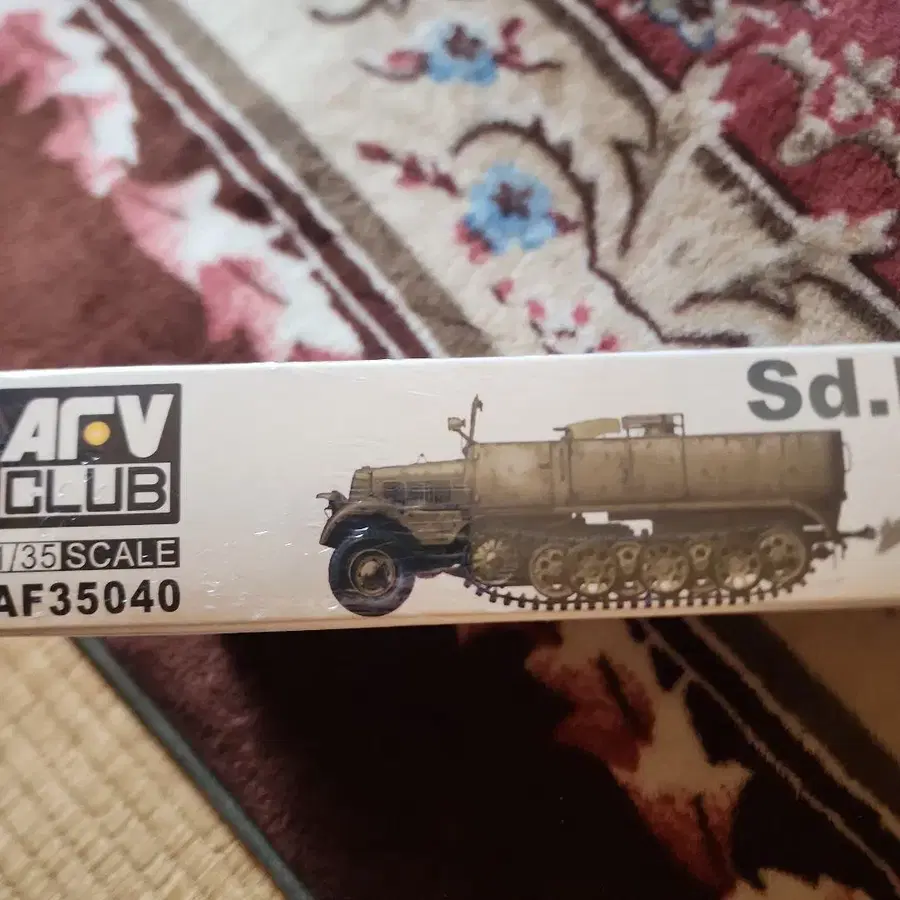 AFV
CLUB
1/35 SCALE
AF35040
Sd.